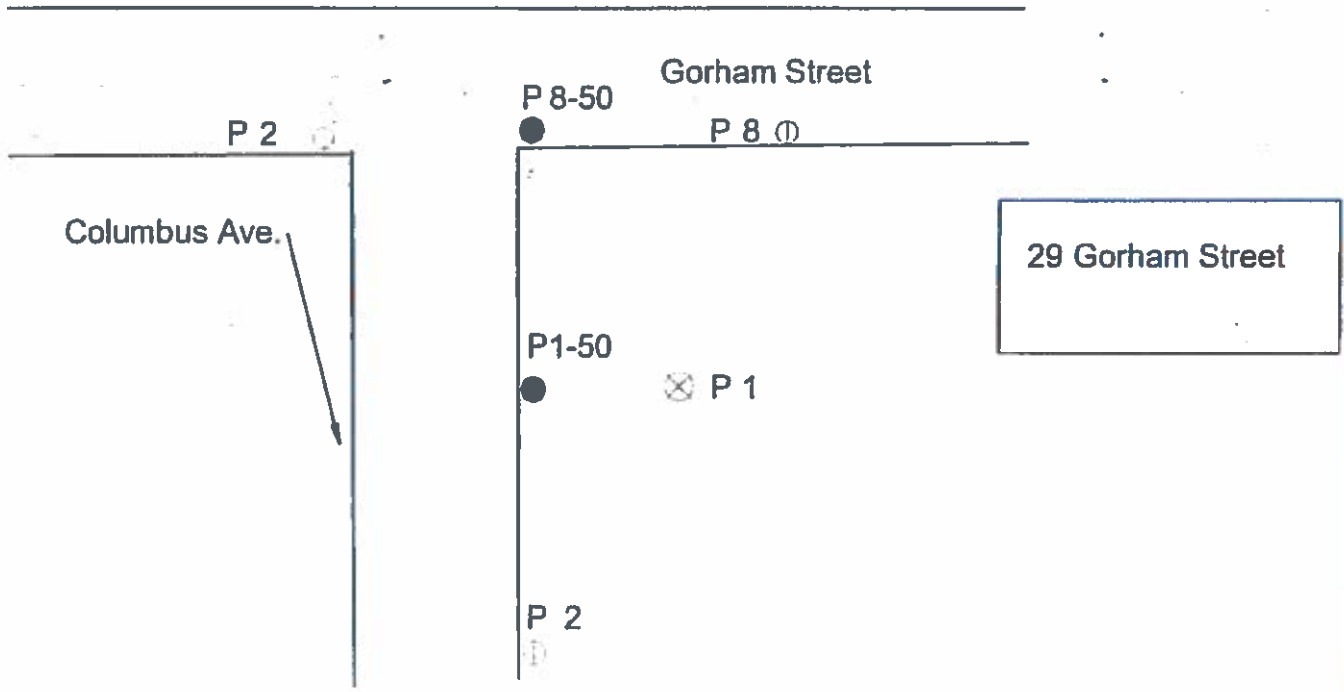 Gorham Street
P 8-50
P 2
P 8
Columbus Ave.
29 Gorham Street
P1-50
P 1
P 2